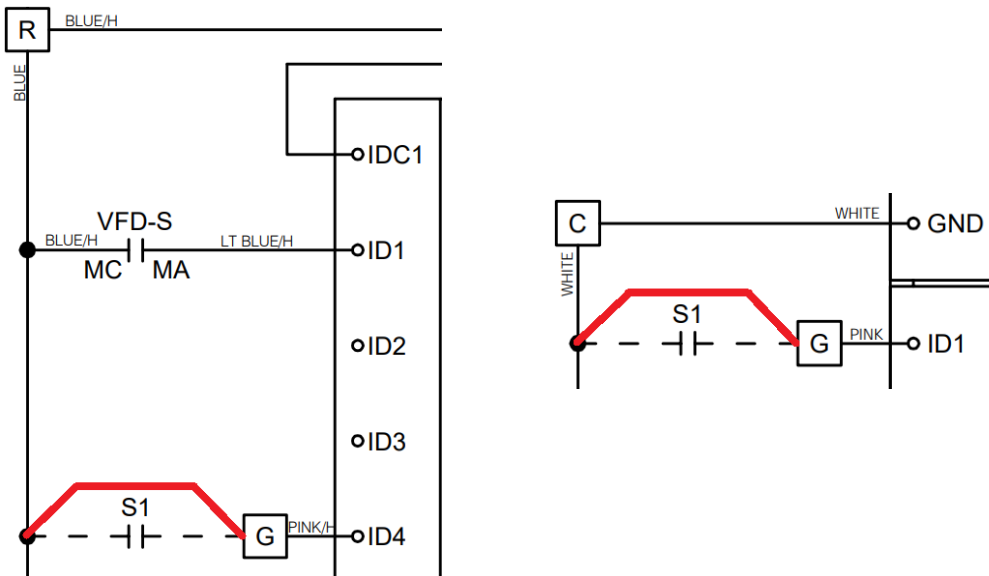 R
BLUE/H
BLUE
IDC1
VFD-S
BLUE/H
LT BLUE/H
ID1
MC
MA
ID2
ID3
S1
G
PINK/H
ID4
C
WHITE
GND
WHITE
S1
G
PINK
ID1